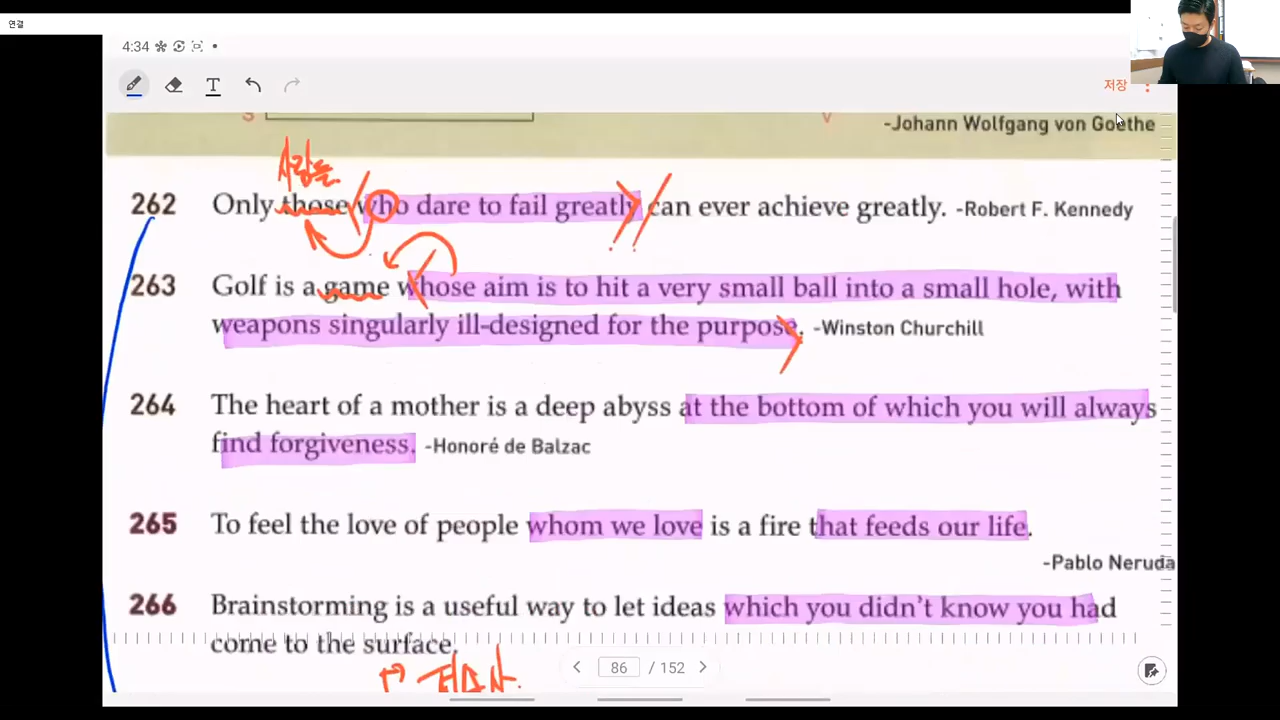 연결
4:34
T
저장
S
V
-Johann Wolfgang von Goethe
사람들
262 Only those who dare to fail greatly can ever achieve greatly. -Robert F. Kennedy
263 Golf is a game whose aim is to hit a very small ball into a small hole, with
weapons singularly ill-designed for the purpose. -Winston Churchill
264 The heart of a mother is a deep abyss at the bottom of which you will always
find forgiveness. -Honoré de Balzac
265 To feel the love of people whom we love is a fire that feeds our life.
-Pablo Neruda
266 Brainstorming is a useful way to let ideas which you didn't know you had
come to the surface.
86 / 152